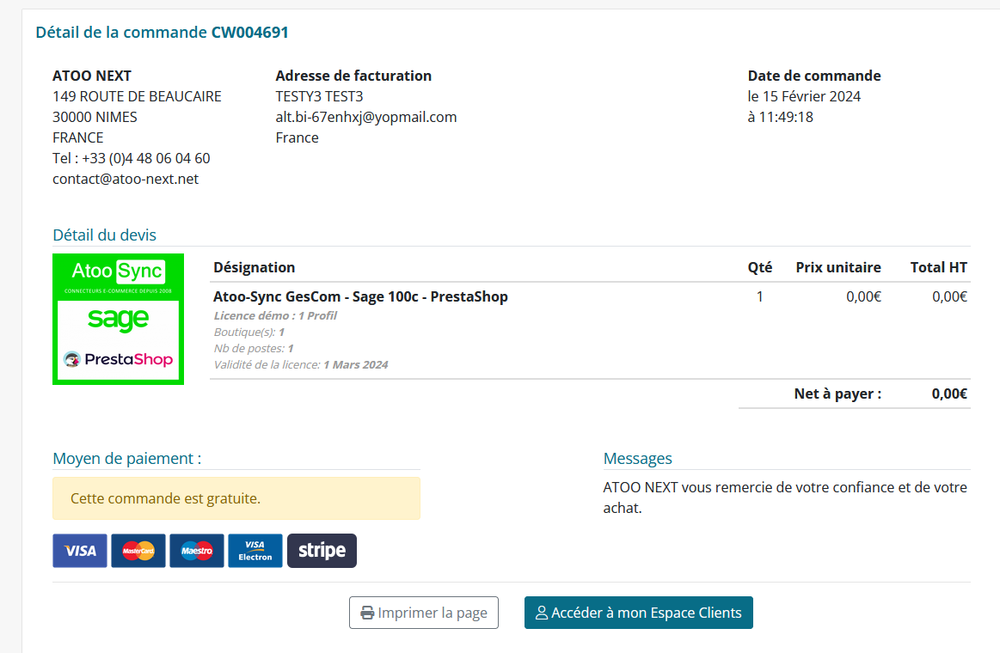 Détail de la commande CW004691
ATOO NEXT
149 ROUTE DE BEAUCAIRE
30000 NIMES
FRANCE
Tel : +33 (0)4 48 06 04 60
contact@atoo-next.net
Adresse de facturation
TESTY3 TEST3
alt.bi-67enhxj@yopmail.com
France
Date de commande
le 15 Février 2024
à 11:49:18
Détail du devis
Atoo Sync
CONNECTEURS E-COMMERCE DEPUIS 2008
sage
PrestaShop
Désignation Qté Prix unitaire Total HT
Atoo-Sync GesCom - Sage 100c - PrestaShop 1 0,00€ 0,00€
Licence démo : 1 Profil
Boutique(s): 1
Nb de postes: 1
Validité de la licence: 1 Mars 2024
Net à payer : 0,00€
Moyen de paiement :
Cette commande est gratuite.
VISA MasterCard Maestro VISA Electron stripe
Messages
ATOO NEXT vous remercie de votre confiance et de votre
achat.
Imprimer la page Accéder à mon Espace Clients